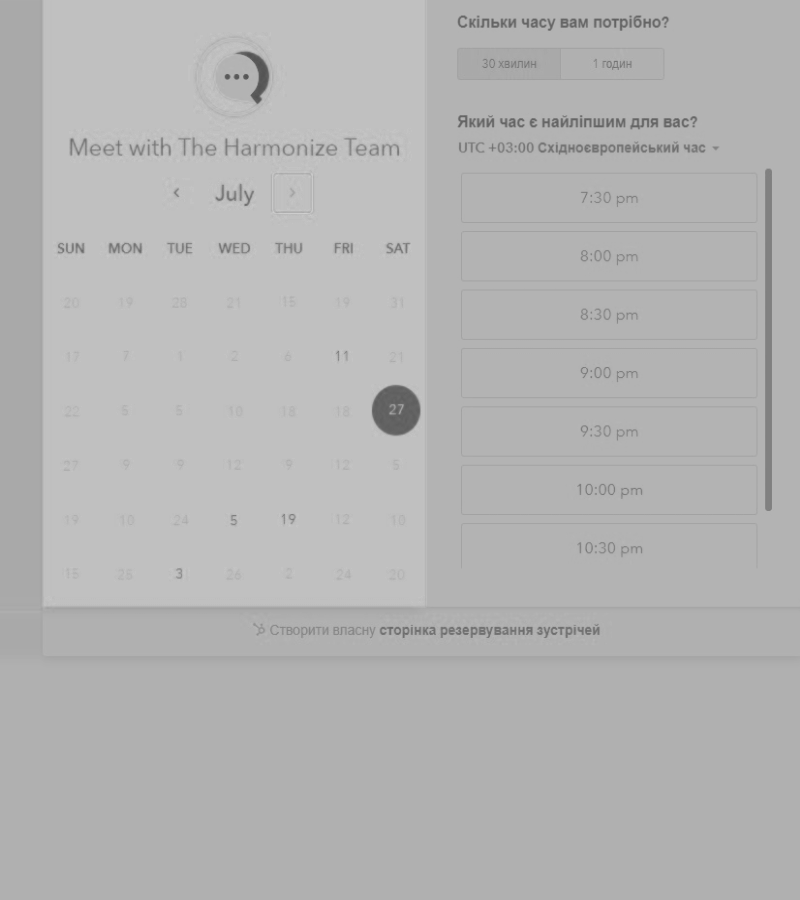 Meet with The Harmonize Team
July
SUN MON TUE WED THU FRI SAT
20 19 28 21 15 19 31
17 7 1 2 6 11 21
22 5 5 10 18 18 27
27 9 9 12 9 12 5
19 10 24 5 19 12 10
15 25 3 26 2 24 20
Скільки часу вам потрібно?
30 хвилин 1 годин
Який час є найліпшим для вас?
UTC +03:00 Східноєвропейський час
7:30 pm
8:00 pm
8:30 pm
9:00 pm
9:30 pm
10:00 pm
10:30 pm
Створити власну сторінка резервування зустрічей